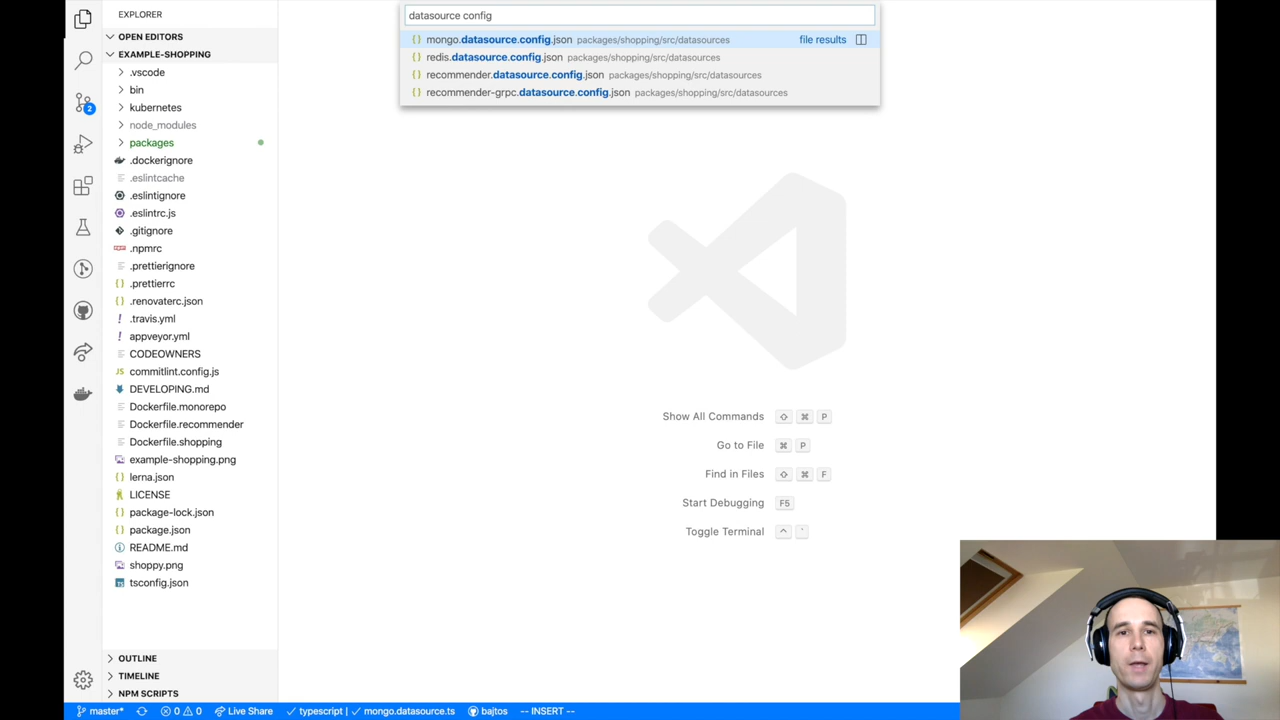 EXPLORER
OPEN EDITORS
EXAMPLE-SHOPPING
.vscode
bin
kubernetes
node_modules
packages
.dockerignore
.eslintcache
.eslintignore
.eslintrc.js
.gitignore
.npmrc
.prettierignore
.prettierrc
.renovaterc.json
.travis.yml
appveyor.yml
CODEOWNERS
commitlint.config.js
DEVELOPING.md
Dockerfile.monorepo
Dockerfile.recommender
Dockerfile.shopping
example-shopping.png
lerna.json
LICENSE
package-lock.json
package.json
README.md
shoppy.png
tsconfig.json
OUTLINE
TIMELINE
NPM SCRIPTS
2
datasource config
mongo.datasource.config.json packages/shopping/src/datasources file results
redis.datasource.config.json packages/shopping/src/datasources
recommender.datasource.config.json packages/shopping/src/datasources
recommender-grpc.datasource.config.json packages/shopping/src/datasources
Show All Commands ⇧ ⌘ P
Go to File ⌘ P
Find in Files ⇧ ⌘ F
Start Debugging F5
Toggle Terminal ^ `
master* 0 0 Live Share typescript | mongo.datasource.ts bajtos -- INSERT --